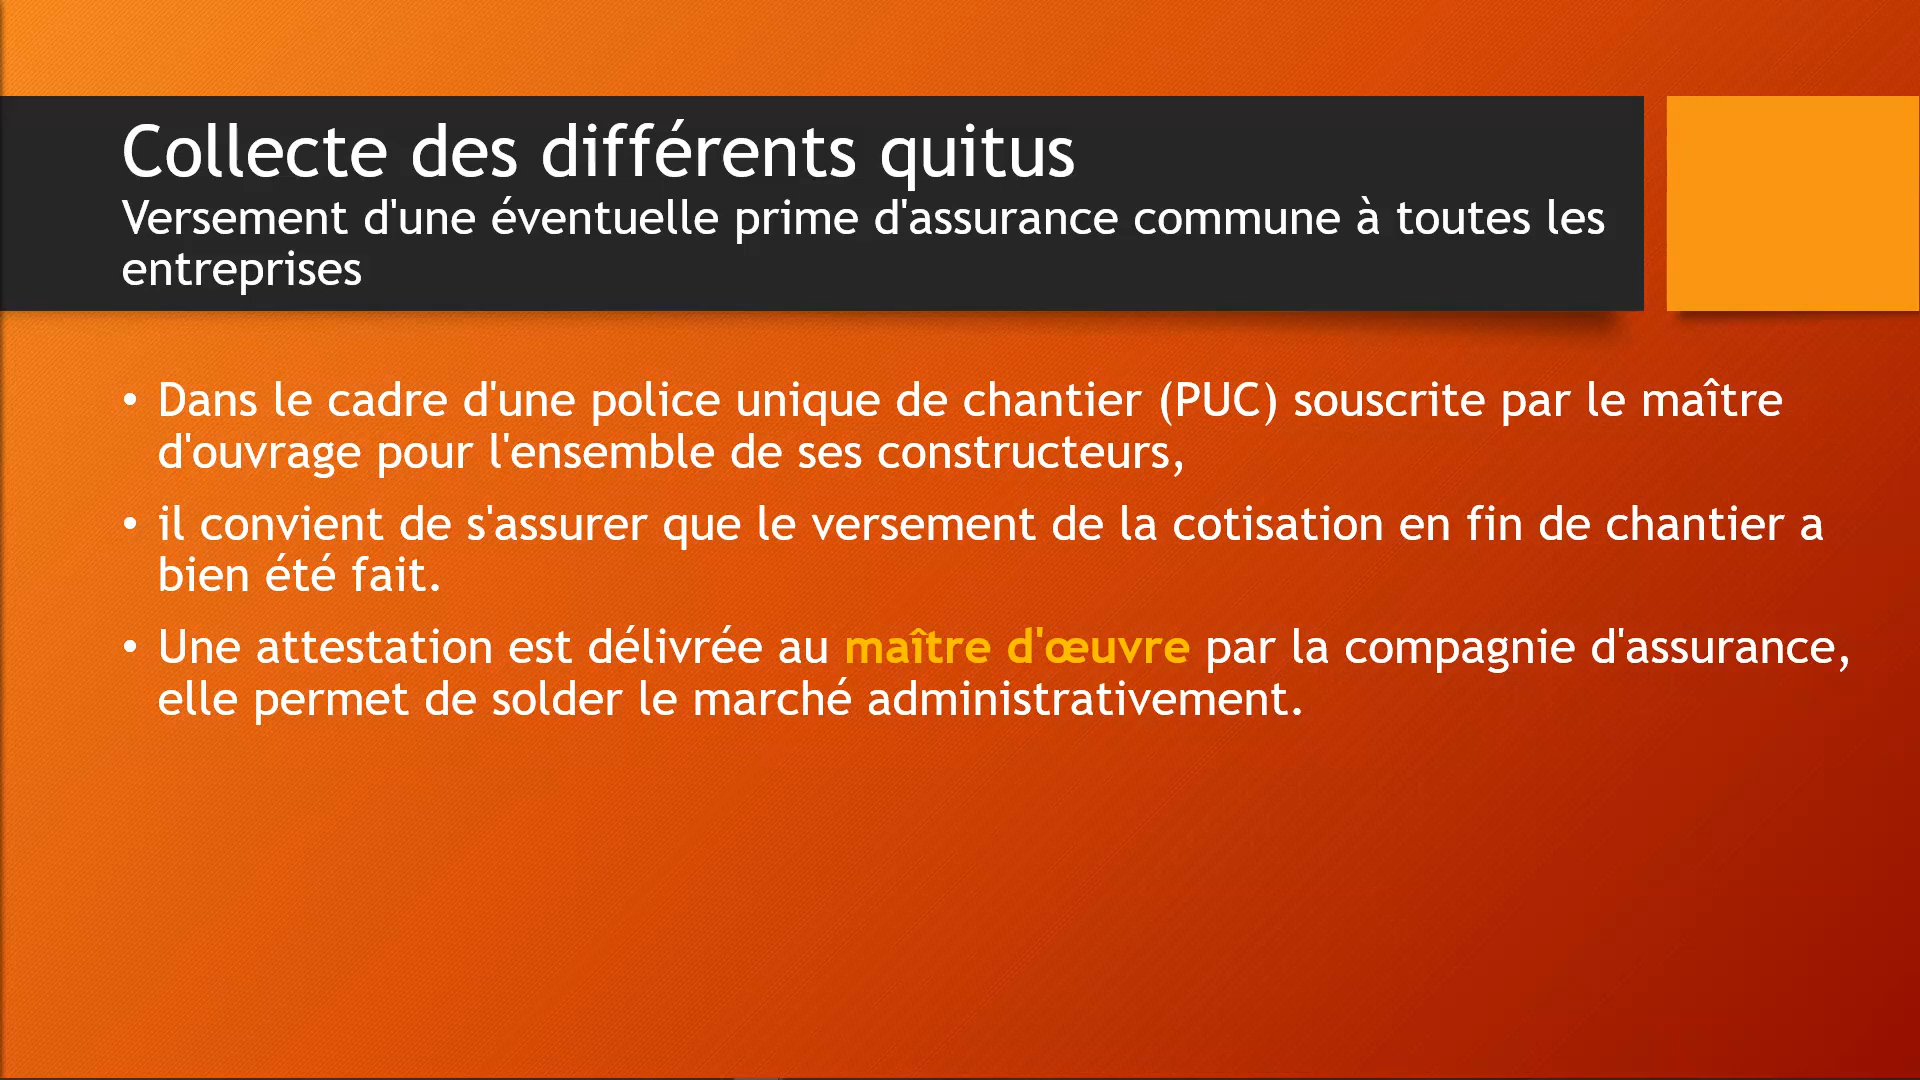 Collecte des différents quitus
Versement d'une éventuelle prime d'assurance commune à toutes les
entreprises
• Dans le cadre d'une police unique de chantier (PUC) souscrite par le maître
d'ouvrage pour l'ensemble de ses constructeurs,
• il convient de s'assurer que le versement de la cotisation en fin de chantier a
bien été fait.
• Une attestation est délivrée au maître d'œuvre par la compagnie d'assurance,
elle permet de solder le marché administrativement.